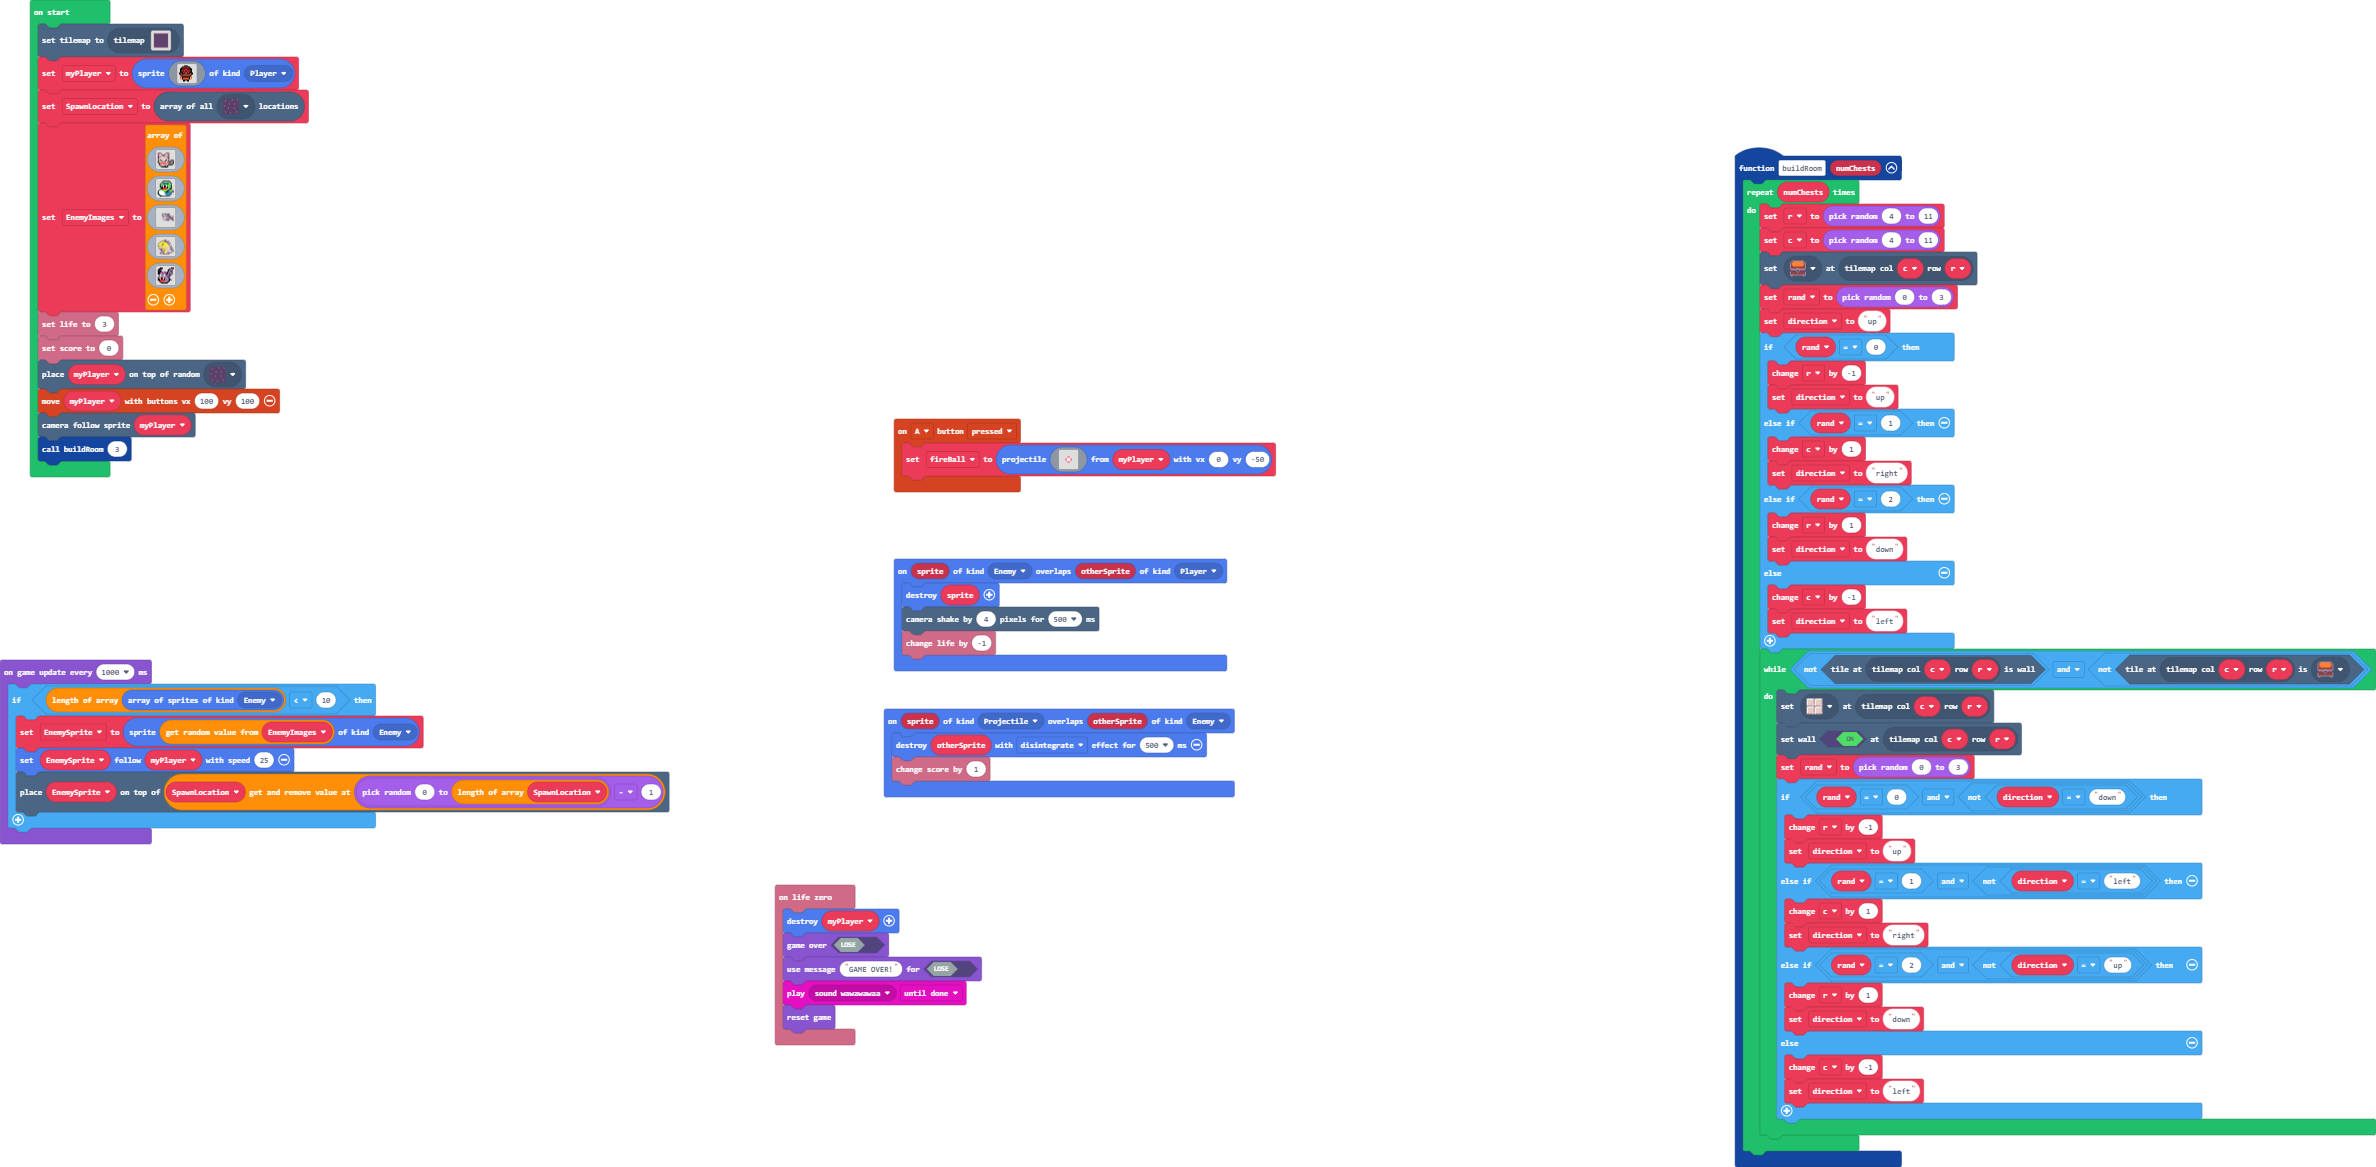 on start
set tilemap to tilemap
set myPlayer to sprite of kind Player
set SpawnLocation to array of all locations
set EnemyImages to array of
set life to 3
set score to 0
place myPlayer on top of random
move myPlayer with buttons vx 100 vy 100
camera follow sprite myPlayer
call buildRoom 3
on game update every 1000 ms
if length of array array of sprites of kind Enemy < 10 then
set EnemySprite to sprite get random value from EnemyImages of kind Enemy
set EnemySprite follow myPlayer with speed 25
place EnemySprite on top of SpawnLocation get and remove value at pick random 0 to length of array SpawnLocation - 1
on A button pressed
set fireBall to projectile from myPlayer with vx 0 vy -50
on sprite of kind Enemy overlaps otherSprite of kind Player
destroy sprite
camera shake by 4 pixels for 500 ms
change life by -1
on sprite of kind Projectile overlaps otherSprite of kind Enemy
destroy otherSprite with disintegrate effect for 500 ms
change score by 1
on life zero
destroy myPlayer
game over LOSE
use message "GAME OVER!" for LOSE
play sound wawawawaa until done
reset game
function buildRoom numChests
repeat numChests times
do
set r to pick random 4 to 11
set c to pick random 4 to 11
set at tilemap col c row r
set rand to pick random 0 to 3
set direction to "up"
if rand = 0 then
change r by -1
set direction to "up"
else if rand = 1 then
change c by 1
set direction to "right"
else if rand = 2 then
change r by 1
set direction to "down"
else
change c by -1
set direction to "left"
while not tile at tilemap col c row r is wall and not tile at tilemap col c row r is
do
set at tilemap col c row r
set wall ON at tilemap col c row r
set rand to pick random 0 to 3
if rand = 0 and not direction = "down" then
change r by -1
set direction to "up"
else if rand = 1 and not direction = "left" then
change c by 1
set direction to "right"
else if rand = 2 and not direction = "up" then
change r by 1
set direction to "down"
else
change c by -1
set direction to "left"